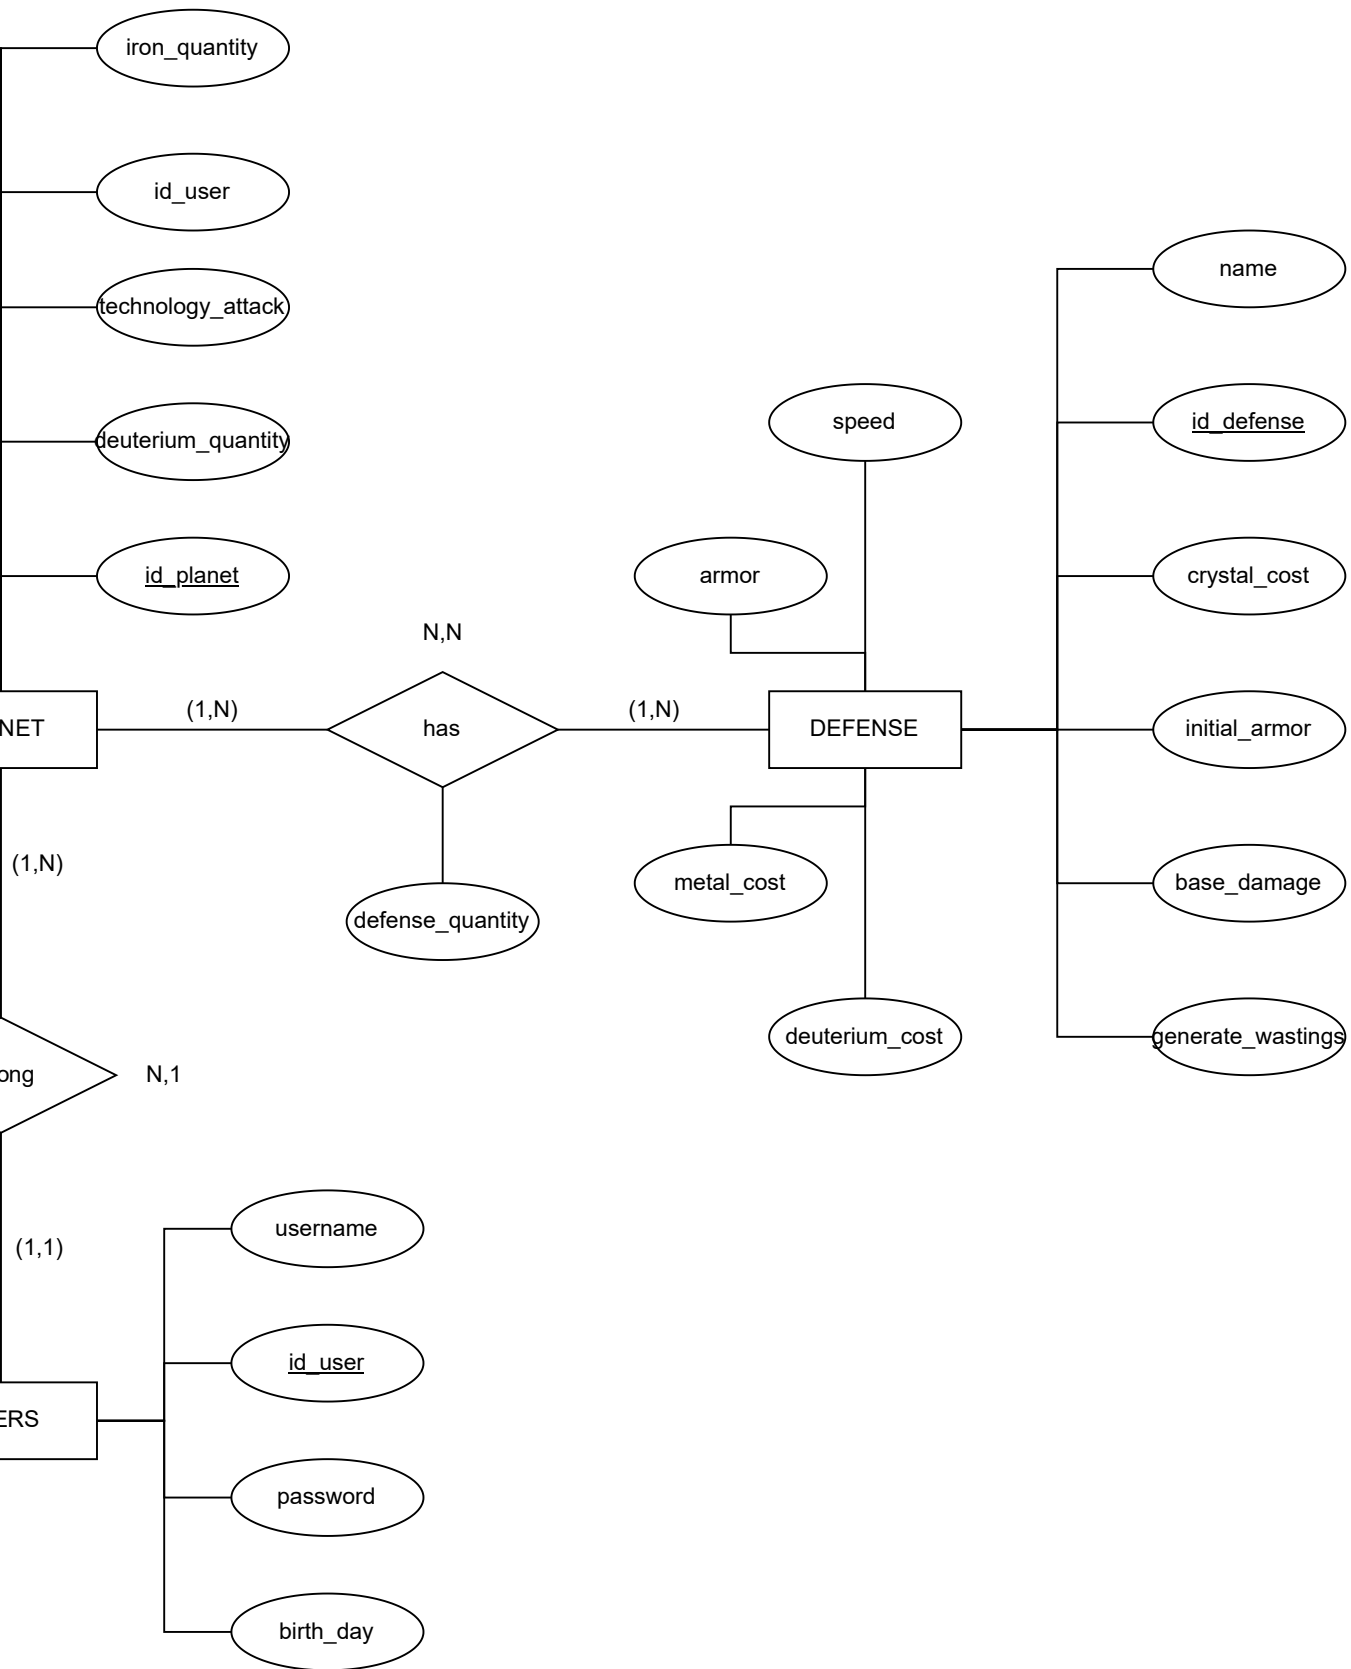 iron_quantity
id_user
technology_attack
deuterium_quantity
id_planet
name
id_defense
crystal_cost
speed
armor
N,N
(1,N)
has
(1,N)
DEFENSE
initial_armor
NET
(1,N)
metal_cost
base_damage
defense_quantity
deuterium_cost
generate_wastings
ong
N,1
(1,1)
username
id_user
ERS
password
birth_day